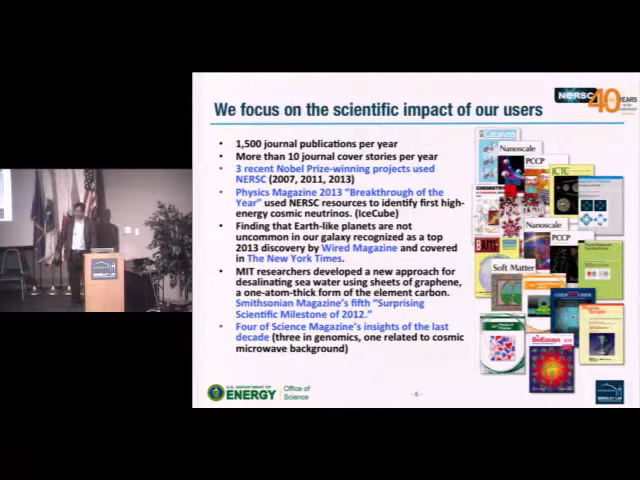 NERSC 40 YEARS
We focus on the scientific impact of our users
• 1,500 journal publications per year
• More than 10 journal cover stories per year
• 3 recent Nobel Prize-winning projects used
NERSC (2007, 2011, 2013)
• Physics Magazine 2013 “Breakthrough of the
Year” used NERSC resources to identify first high-
energy cosmic neutrinos. (IceCube)
• Finding that Earth-like planets are not
uncommon in our galaxy recognized as a top
2013 discovery by Wired Magazine and covered
in The New York Times.
• MIT researchers developed a new approach for
desalinating sea water using sheets of graphene,
a one-atom-thick form of the element carbon.
Smithsonian Magazine’s fifth “Surprising
Scientific Milestone of 2012.”
• Four of Science Magazine’s insights of the last
decade (three in genomics, one related to cosmic
microwave background)
Catalysis
Nanoscale
PCCP
JCTC
Nanoscale
PCCP
Soft Matter
BioEssays
U.S. DEPARTMENT OF
ENERGY
Office of
Science
- 6 -
BERKELEY LAB
BERKELEY LAB